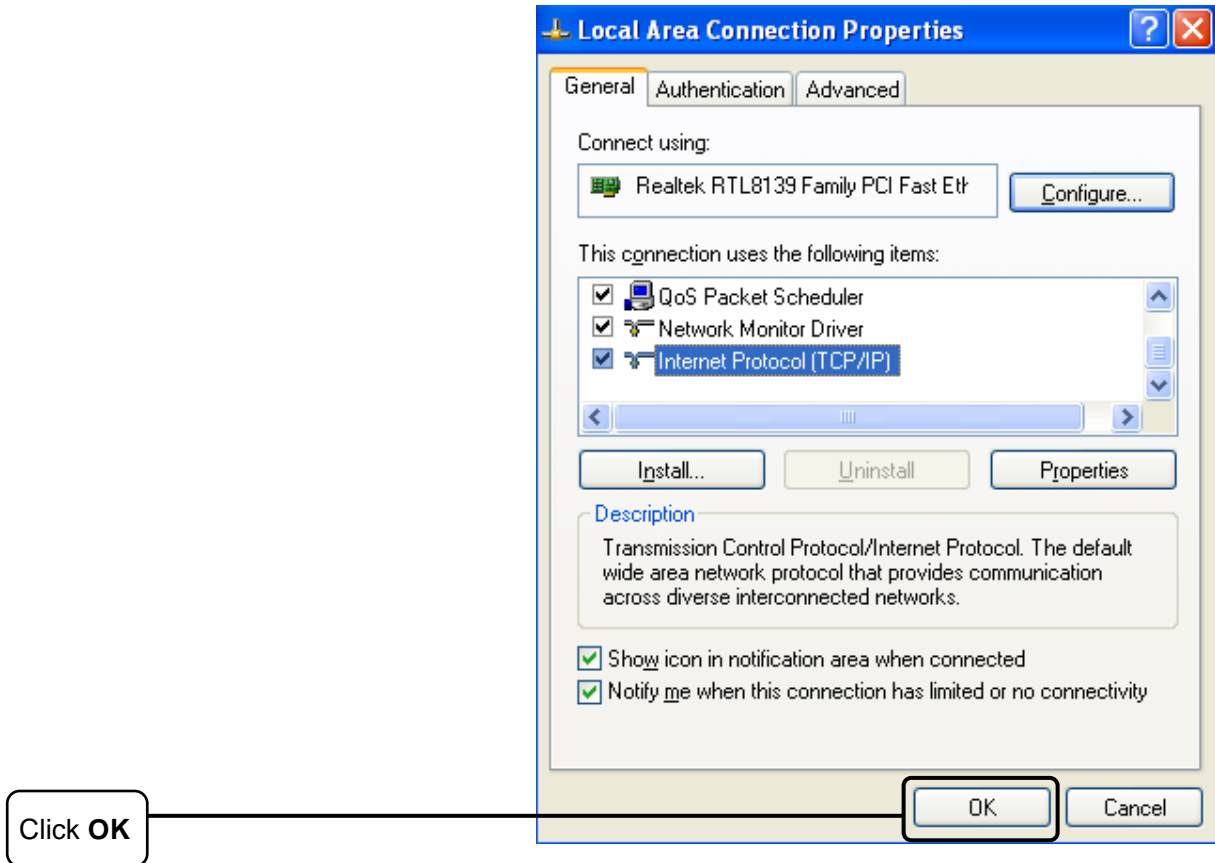 Local Area Connection Properties
General
Authentication
Advanced
Connect using:
Realtek RTL8139 Family PCI Fast Eth
Configure...
This connection uses the following items:
QoS Packet Scheduler
Network Monitor Driver
Internet Protocol (TCP/IP)
Install...
Uninstall
Properties
Description
Transmission Control Protocol/Internet Protocol. The default
wide area network protocol that provides communication
across diverse interconnected networks.
Show icon in notification area when connected
Notify me when this connection has limited or no connectivity
OK
Cancel
Click OK